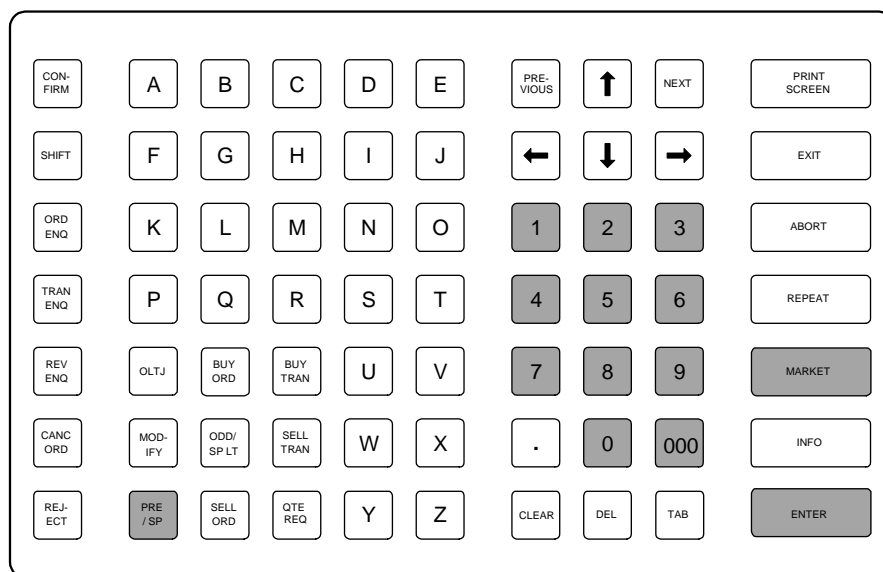 CON-
FIRM
A
B
C
D
E
PRE-
VIOUS
NEXT
PRINT
SCREEN
SHIFT
F
G
H
I
J
EXIT
ORD
ENQ
K
L
M
N
O
1
2
3
ABORT
TRAN
ENQ
P
Q
R
S
T
4
5
6
REPEAT
REV
ENQ
OLTJ
BUY
ORD
BUY
TRAN
U
V
7
8
9
MARKET
CANC
ORD
MOD-
IFY
ODD/
SP LT
SELL
TRAN
W
X
.
0
000
INFO
REJ-
ECT
PRE
/ SP
SELL
ORD
QTE
REQ
Y
Z
CLEAR
DEL
TAB
ENTER